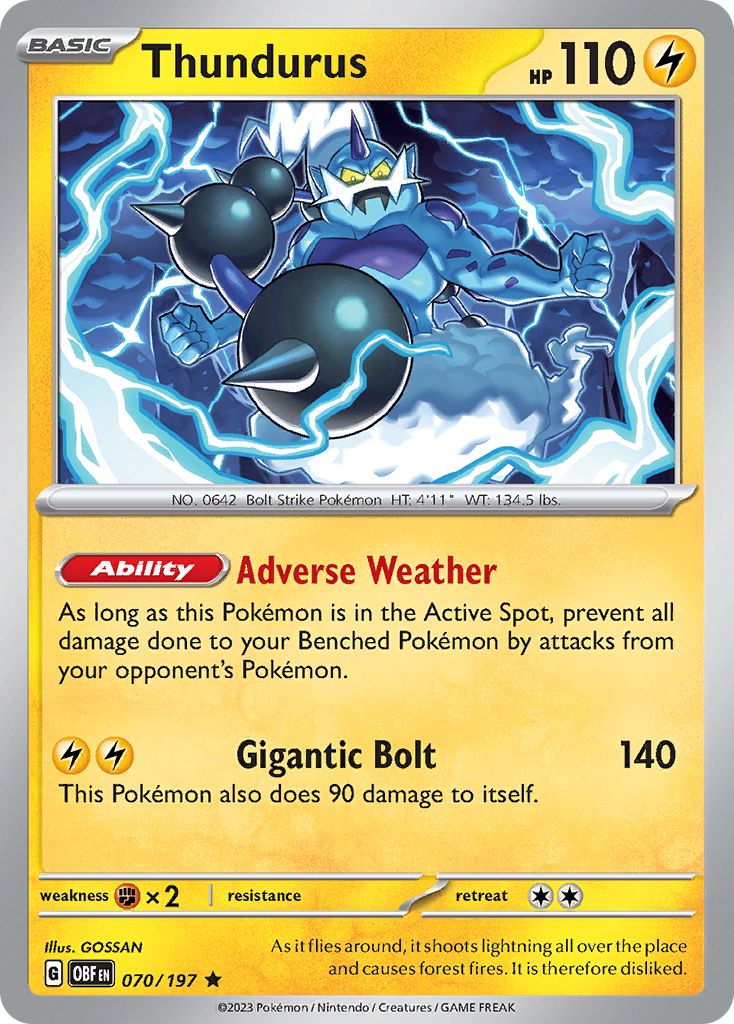 BASIC Thundurus HP 110
NO. 0642 Bolt Strike Pokémon HT: 4'11" WT: 134.5 lbs.
Ability Adverse Weather
As long as this Pokémon is in the Active Spot, prevent all
damage done to your Benched Pokémon by attacks from
your opponent's Pokémon.
Gigantic Bolt 140
This Pokémon also does 90 damage to itself.
weakness ×2 resistance retreat
Illus. GOSSAN
As it flies around, it shoots lightning all over the place
and causes forest fires. It is therefore disliked.
G OBF EN 070/197
©2023 Pokémon / Nintendo / Creatures / GAME FREAK